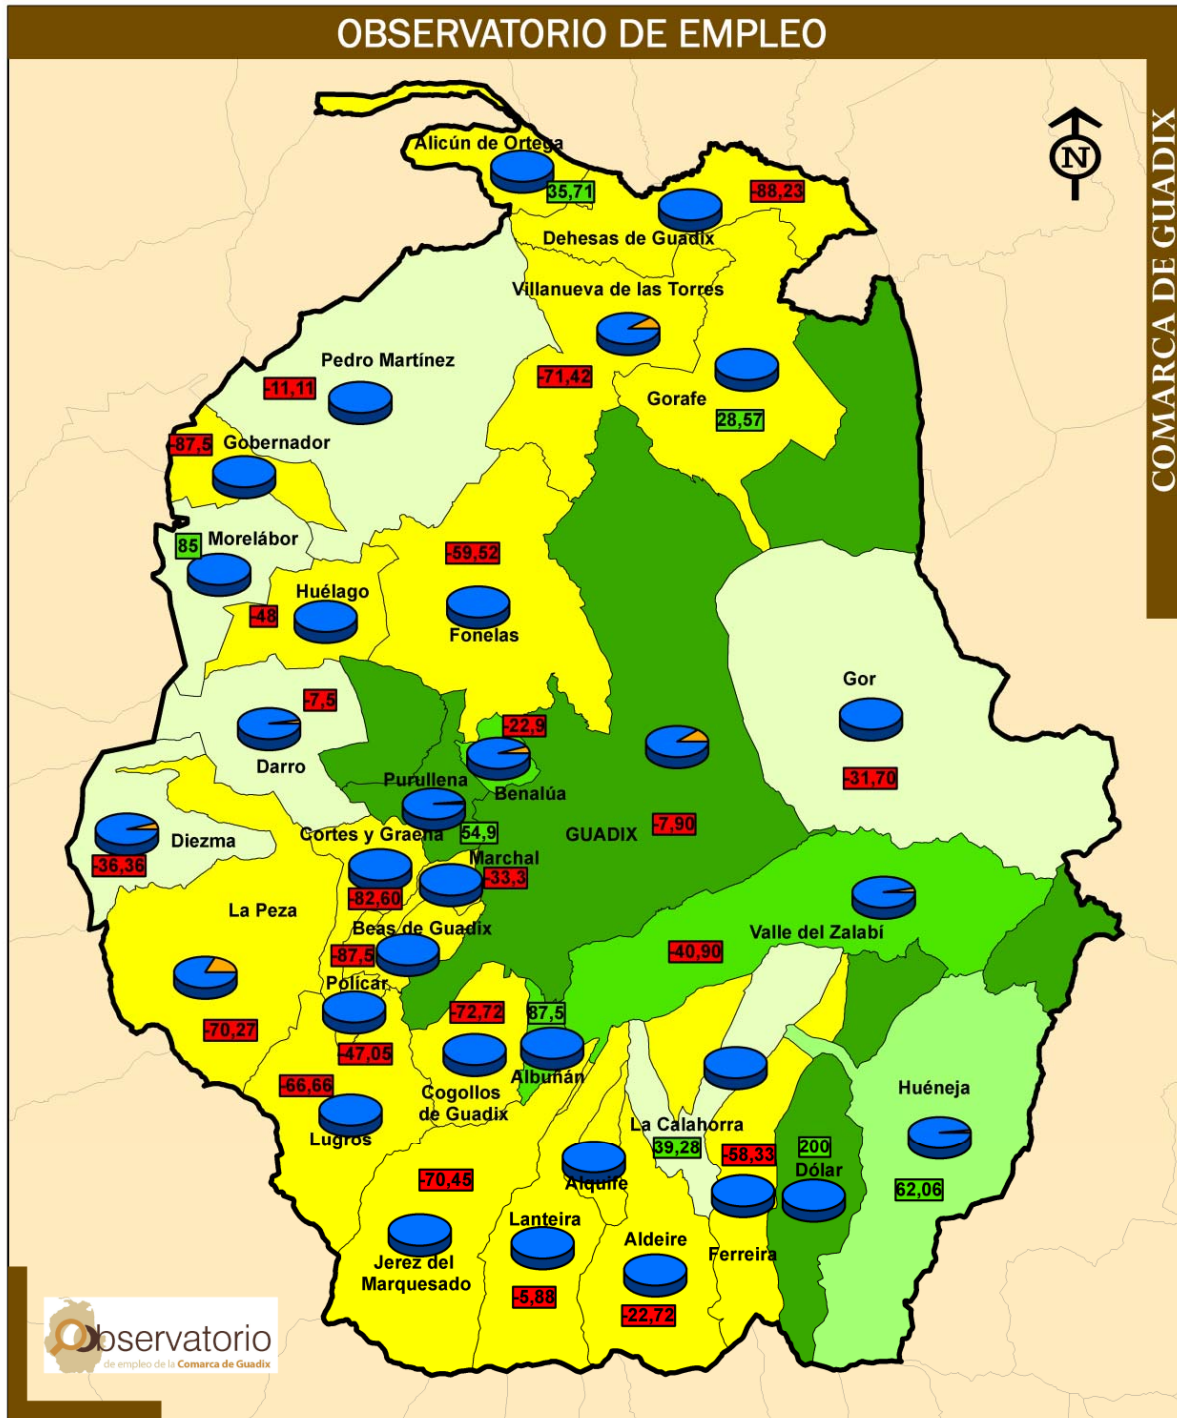 OBSERVATORIO DE EMPLEO
COMARCA DE GUADIX
N
Alicún de Ortega
35,71
-88,23
Dehesas de Guadix
Villanueva de las Torres
-71,42
Gorafe
28,57
Pedro Martínez
-11,11
Gobernador
-87,5
Morelábor
85
Huélago
-48
-59,52
Fonelas
Gor
-31,70
-7,5
Darro
-22,9
Benalúa
Purullena
54,9
GUADIX
-7,90
Diezma
-36,36
Cortes y Graena
-82,60
Marchal
-33,3
La Peza
-70,27
Beas de Guadix
-87,5
Valle del Zalabí
-40,90
Polícar
-47,05
-72,72
Cogollos
de Guadix
87,5
Albuñán
-66,66
Lugros
Huéneja
62,06
La Calahorra
39,28
-58,33
Ferreira
200
Dólar
-70,45
Jerez del
Marquesado
Alquife
Lanteira
-5,88
Aldeire
-22,72
Observatorio
de empleo de la Comarca de Guadix